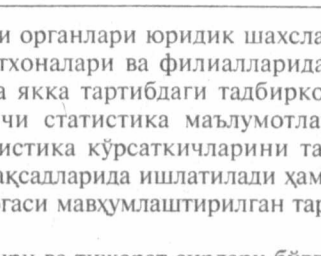 и органлари юридик шахсла
тхоналари ва филиалларида
а якка тартибдаги тадбирко
чи статистика маълумотла
истика кўрсаткичларини та
ақсадларида ишлатилади ҳам
гаси мавҳумлаштирилган тар